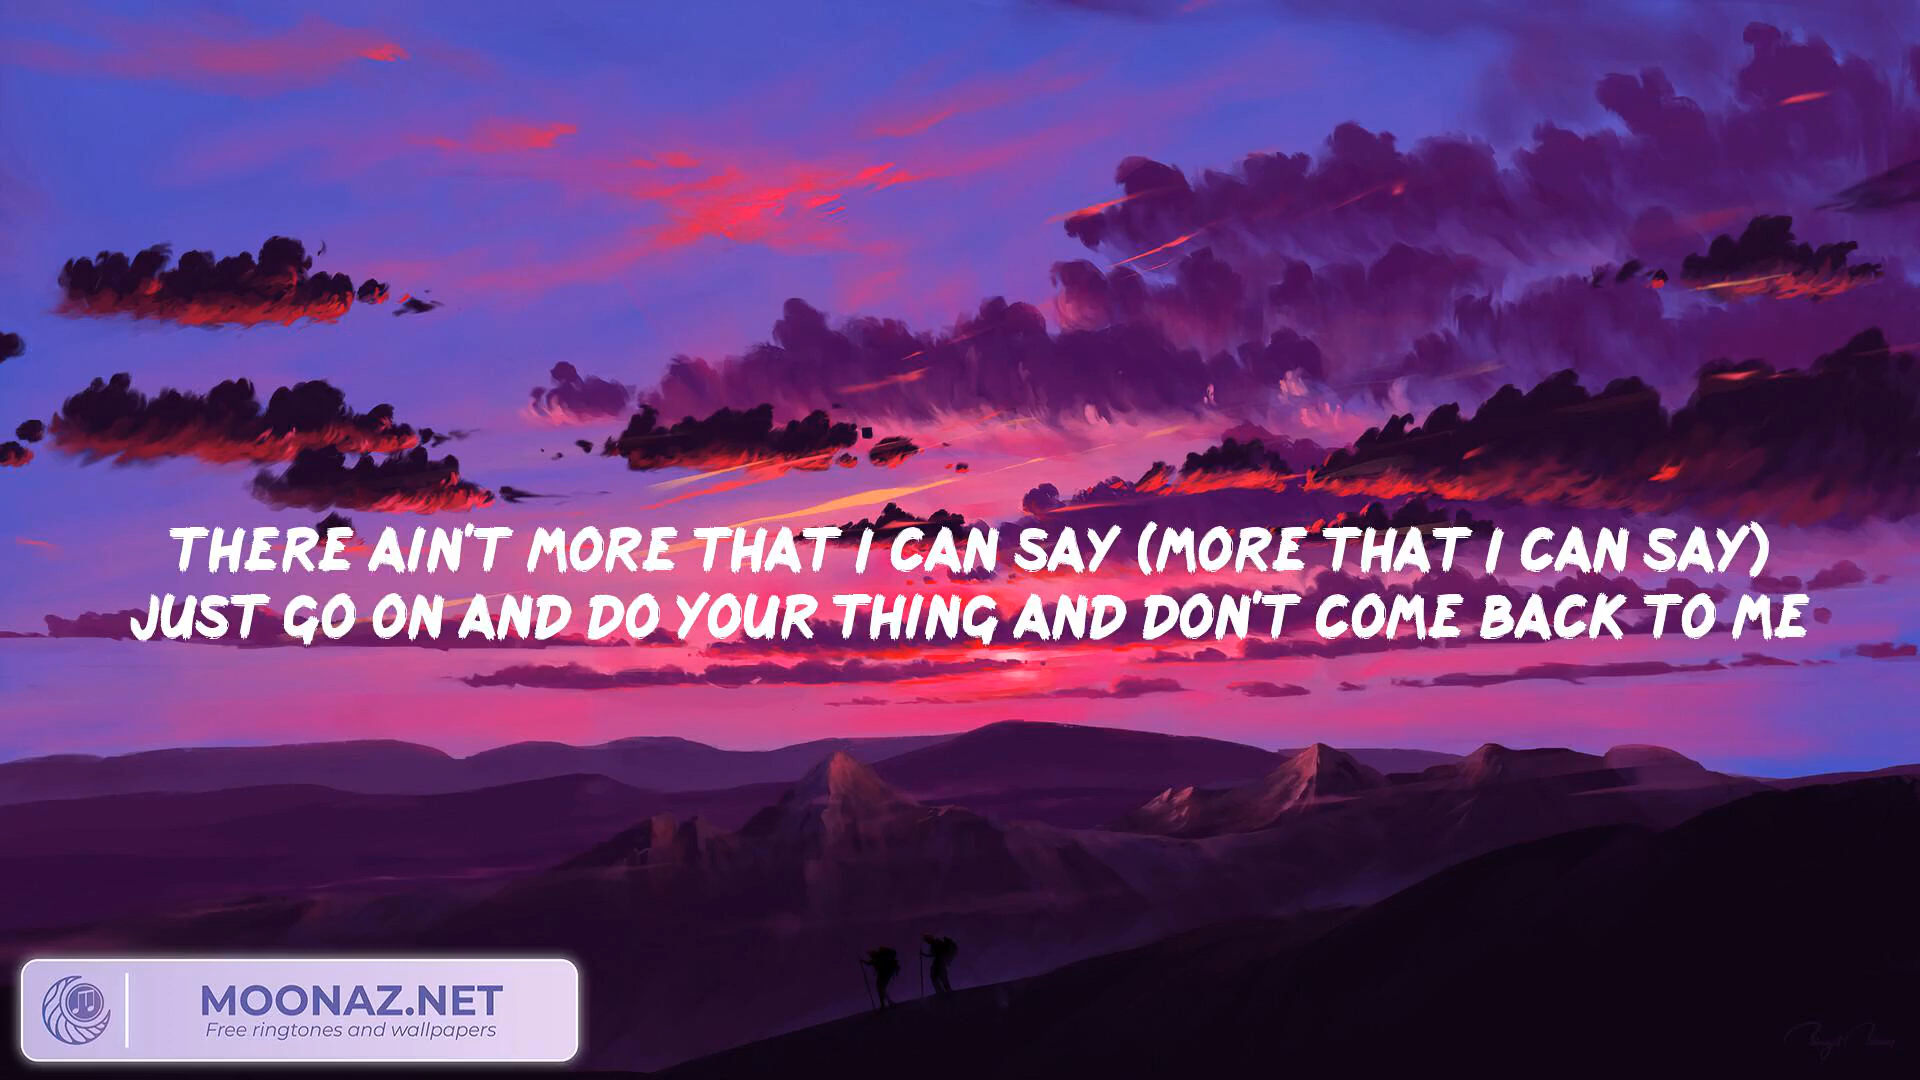 THERE AIN'T MORE THAT I CAN SAY (MORE THAT I CAN SAY)
JUST GO ON AND DO YOUR THING AND DON'T COME BACK TO ME
MOONAZ.NET
Free ringtones and wallpapers